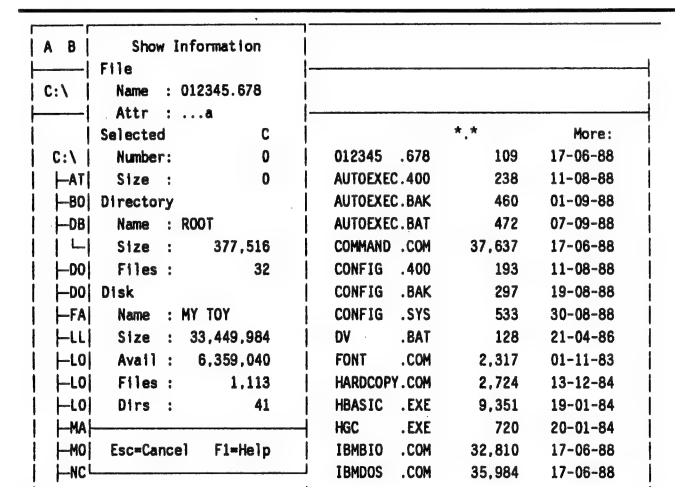 A B Show Information
File
C:\ Name : 012345.678
Attr : ...a
Selected C *.* More:
C:\ Number: 0 012345 .678 109 17-06-88
├─AT Size : 0 AUTOEXEC.400 238 11-08-88
├─BO Directory AUTOEXEC.BAK 460 01-09-88
├─DB Name : ROOT AUTOEXEC.BAT 472 07-09-88
│ └─ Size : 377,516 COMMAND .COM 37,637 17-06-88
├─DO Files : 32 CONFIG .400 193 11-08-88
├─DO Disk CONFIG .BAK 297 19-08-88
├─FA Name : MY TOY CONFIG .SYS 533 30-08-88
├─LL Size : 33,449,984 DV .BAT 128 21-04-86
├─LO Avail : 6,359,040 FONT .COM 2,317 01-11-83
├─LO Files : 1,113 HARDCOPY.COM 2,724 13-12-84
├─LO Dirs : 41 HBASIC .EXE 9,351 19-01-84
├─MA HGC .EXE 720 20-01-84
├─MO Esc=Cancel F1=Help IBMBIO .COM 32,810 17-06-88
├─NC IBMDOS .COM 35,984 17-06-88